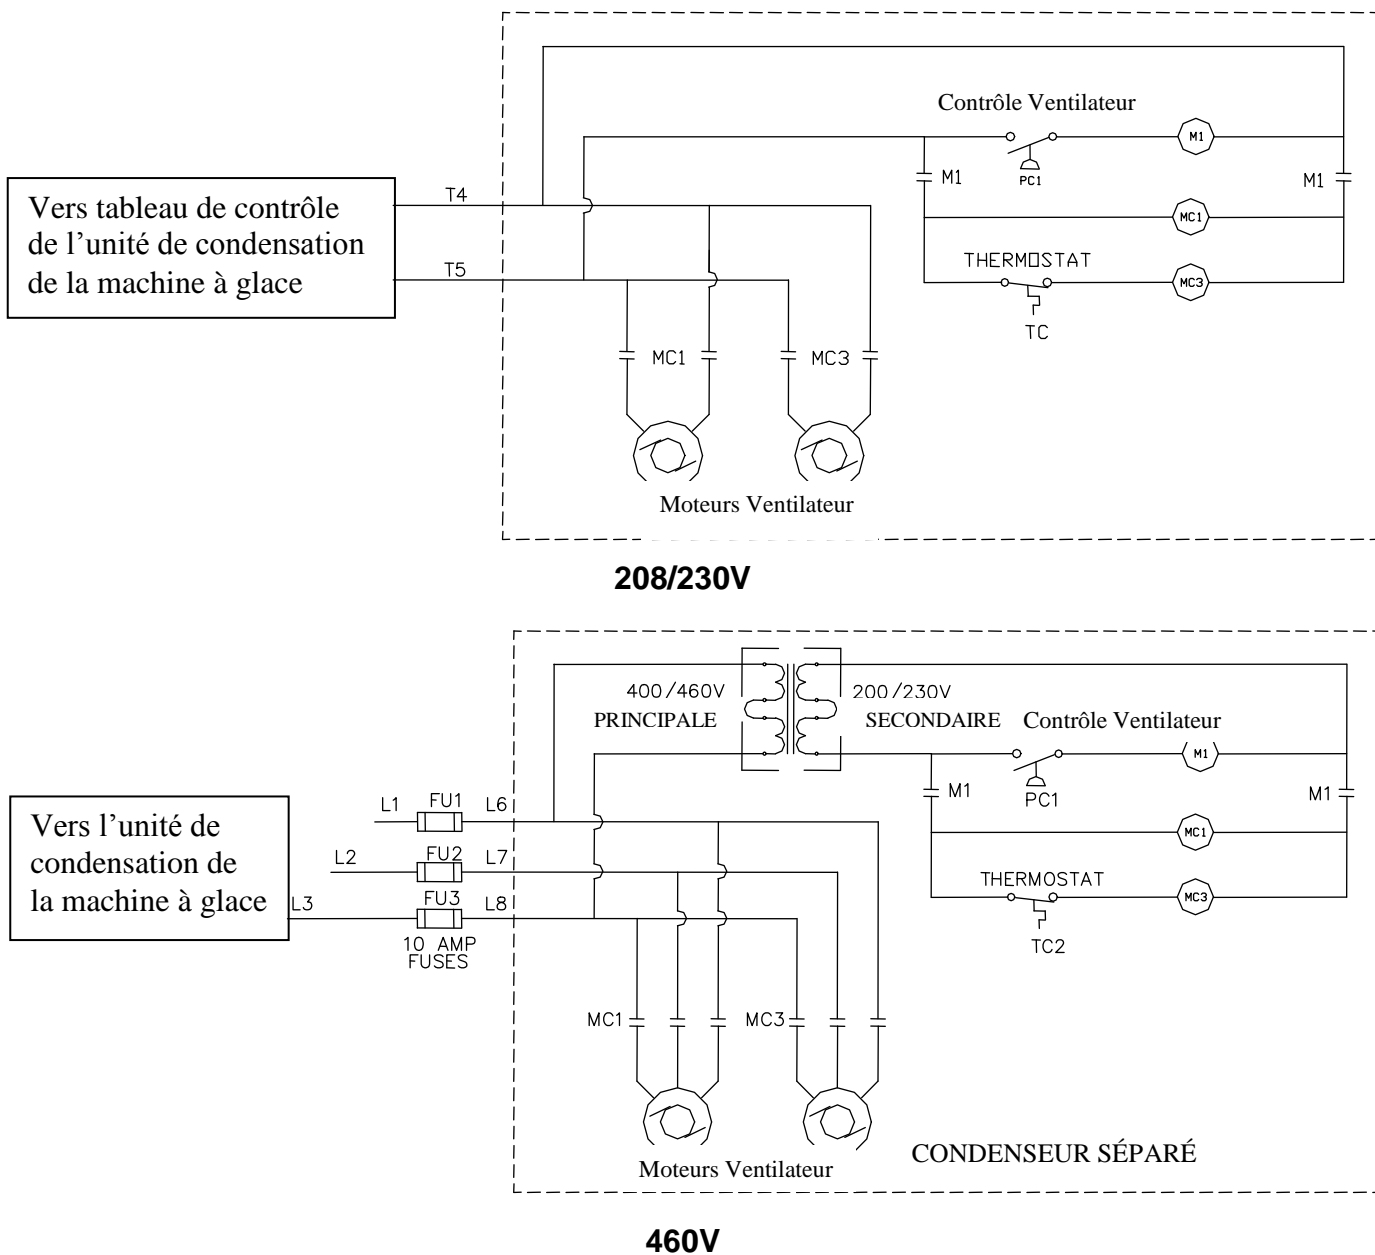 Contrôle Ventilateur
M1
PC1
M1
M1
T4
Vers tableau de contrôle
de l’unité de condensation
de la machine à glace
MC1
T5
THERMOSTAT
MC3
TC
MC1
MC3
Moteurs Ventilateur
208/230V
400/460V
200/230V
PRINCIPALE
SECONDAIRE
Contrôle Ventilateur
M1
M1
PC1
M1
L1
FU1
L6
Vers l’unité de
condensation de
la machine à glace
MC1
L2
FU2
L7
THERMOSTAT
L3
FU3
L8
MC3
10 AMP
FUSES
TC2
MC1
MC3
CONDENSEUR SÉPARÉ
Moteurs Ventilateur
460V